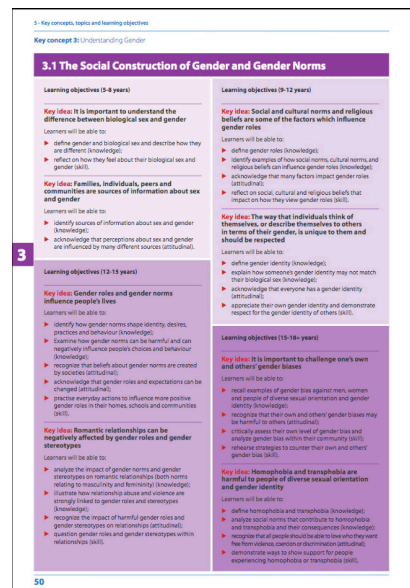 5 - Key concepts, topics and learning objectives
Key concept 3: Understanding Gender
3.1 The Social Construction of Gender and Gender Norms
Learning objectives (5-8 years)
Key idea: It is important to understand the
difference between biological sex and gender
Learners will be able to:
► define gender and biological sex and describe how they
are different (knowledge);
► reflect on how they feel about their biological sex and
gender (skill).
Key idea: Families, individuals, peers and
communities are sources of information about sex
and gender
Learners will be able to:
► identify sources of information about sex and gender
(knowledge);
► acknowledge that perceptions about sex and gender
are influenced by many different sources (attitudinal).
Learning objectives (9-12 years)
Key idea: Social and cultural norms and religious
beliefs are some of the factors which influence
gender roles
Learners will be able to:
► define gender roles (knowledge);
► identify examples of how social norms, cultural norms, and
religious beliefs can influence gender roles (knowledge);
► acknowledge that many factors impact gender roles
(attitudinal);
► reflect on social, cultural and religious beliefs that
impact on how they view gender roles (skill).
Key idea: The way that individuals think of
themselves, or describe themselves to others
in terms of their gender, is unique to them and
should be respected
Learners will be able to:
► define gender identity (knowledge);
► explain how someone's gender identity may not match
their biological sex (knowledge);
► acknowledge that everyone has a gender identity
(attitudinal);
► appreciate their own gender identity and demonstrate
respect for the gender identity of others (skill).
3
Learning objectives (12-15 years)
Key idea: Gender roles and gender norms
influence people's lives
Learners will be able to:
► identify how gender norms shape identity, desires,
practices and behaviour (knowledge);
► Examine how gender norms can be harmful and can
negatively influence people's choices and behaviour
(knowledge);
► recognize that beliefs about gender norms are created
by societies (attitudinal);
► acknowledge that gender roles and expectations can be
changed (attitudinal);
► practise everyday actions to influence more positive
gender roles in their homes, schools and communities
(skill).
Key idea: Romantic relationships can be
negatively affected by gender roles and gender
stereotypes
Learners will be able to:
► analyze the impact of gender norms and gender
stereotypes on romantic relationships (both norms
relating to masculinity and femininity) (knowledge);
► illustrate how relationship abuse and violence are
strongly linked to gender roles and stereotypes
(knowledge);
► recognize the impact of harmful gender roles and
gender stereotypes on relationships (attitudinal);
► question gender roles and gender stereotypes within
relationships (skill).
Learning objectives (15-18+ years)
Key idea: It is important to challenge one's own
and others' gender biases
Learners will be able to:
► recall examples of gender bias against men, women
and people of diverse sexual orientation and gender
identity (knowledge);
► recognize that their own and others' gender biases may
be harmful to others (attitudinal);
► critically assess their own level of gender bias and
analyze gender bias within their community (skill);
► rehearse strategies to counter their own and others'
gender bias (skill).
Key idea: Homophobia and transphobia are
harmful to people of diverse sexual orientation
and gender identity
Learners will be able to:
► define homophobia and transphobia (knowledge);
► analyze social norms that contribute to homophobia
and transphobia and their consequences (knowledge);
► recognize that all people should be able to love who they want
free from violence, coercion or discrimination (attitudinal);
► demonstrate ways to show support for people
experiencing homophobia or transphobia (skill).
50